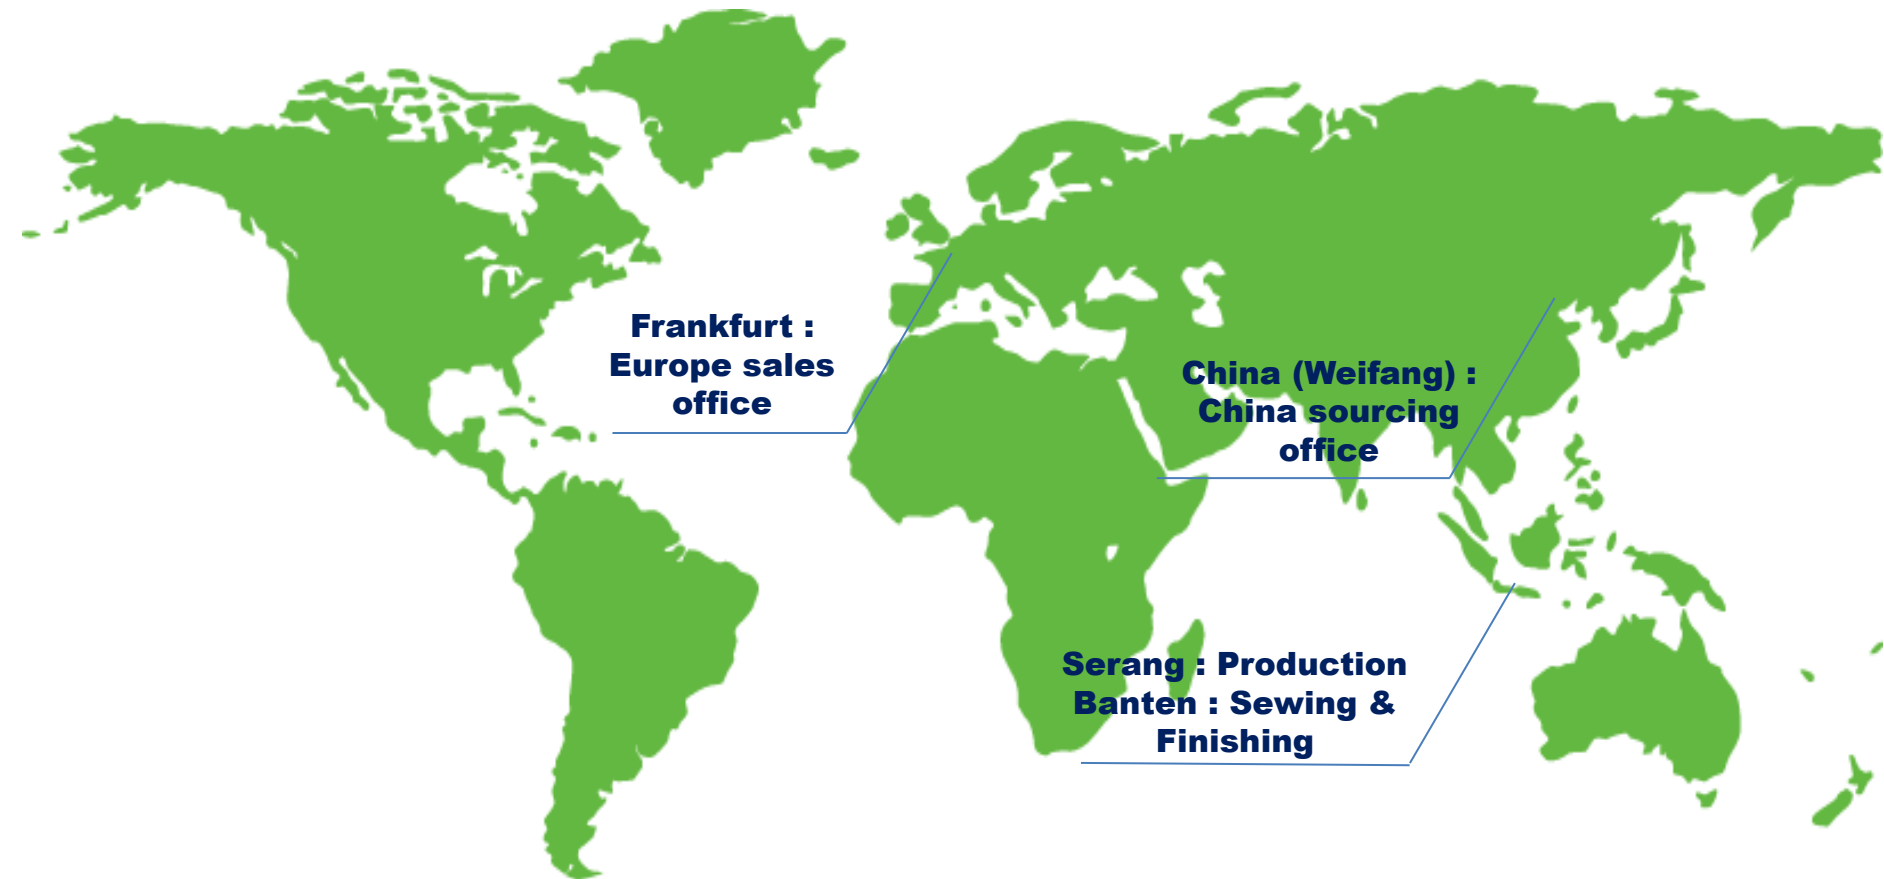 Frankfurt :
Europe sales
office
China (Weifang) :
China sourcing
office
Serang : Production
Banten : Sewing &
Finishing